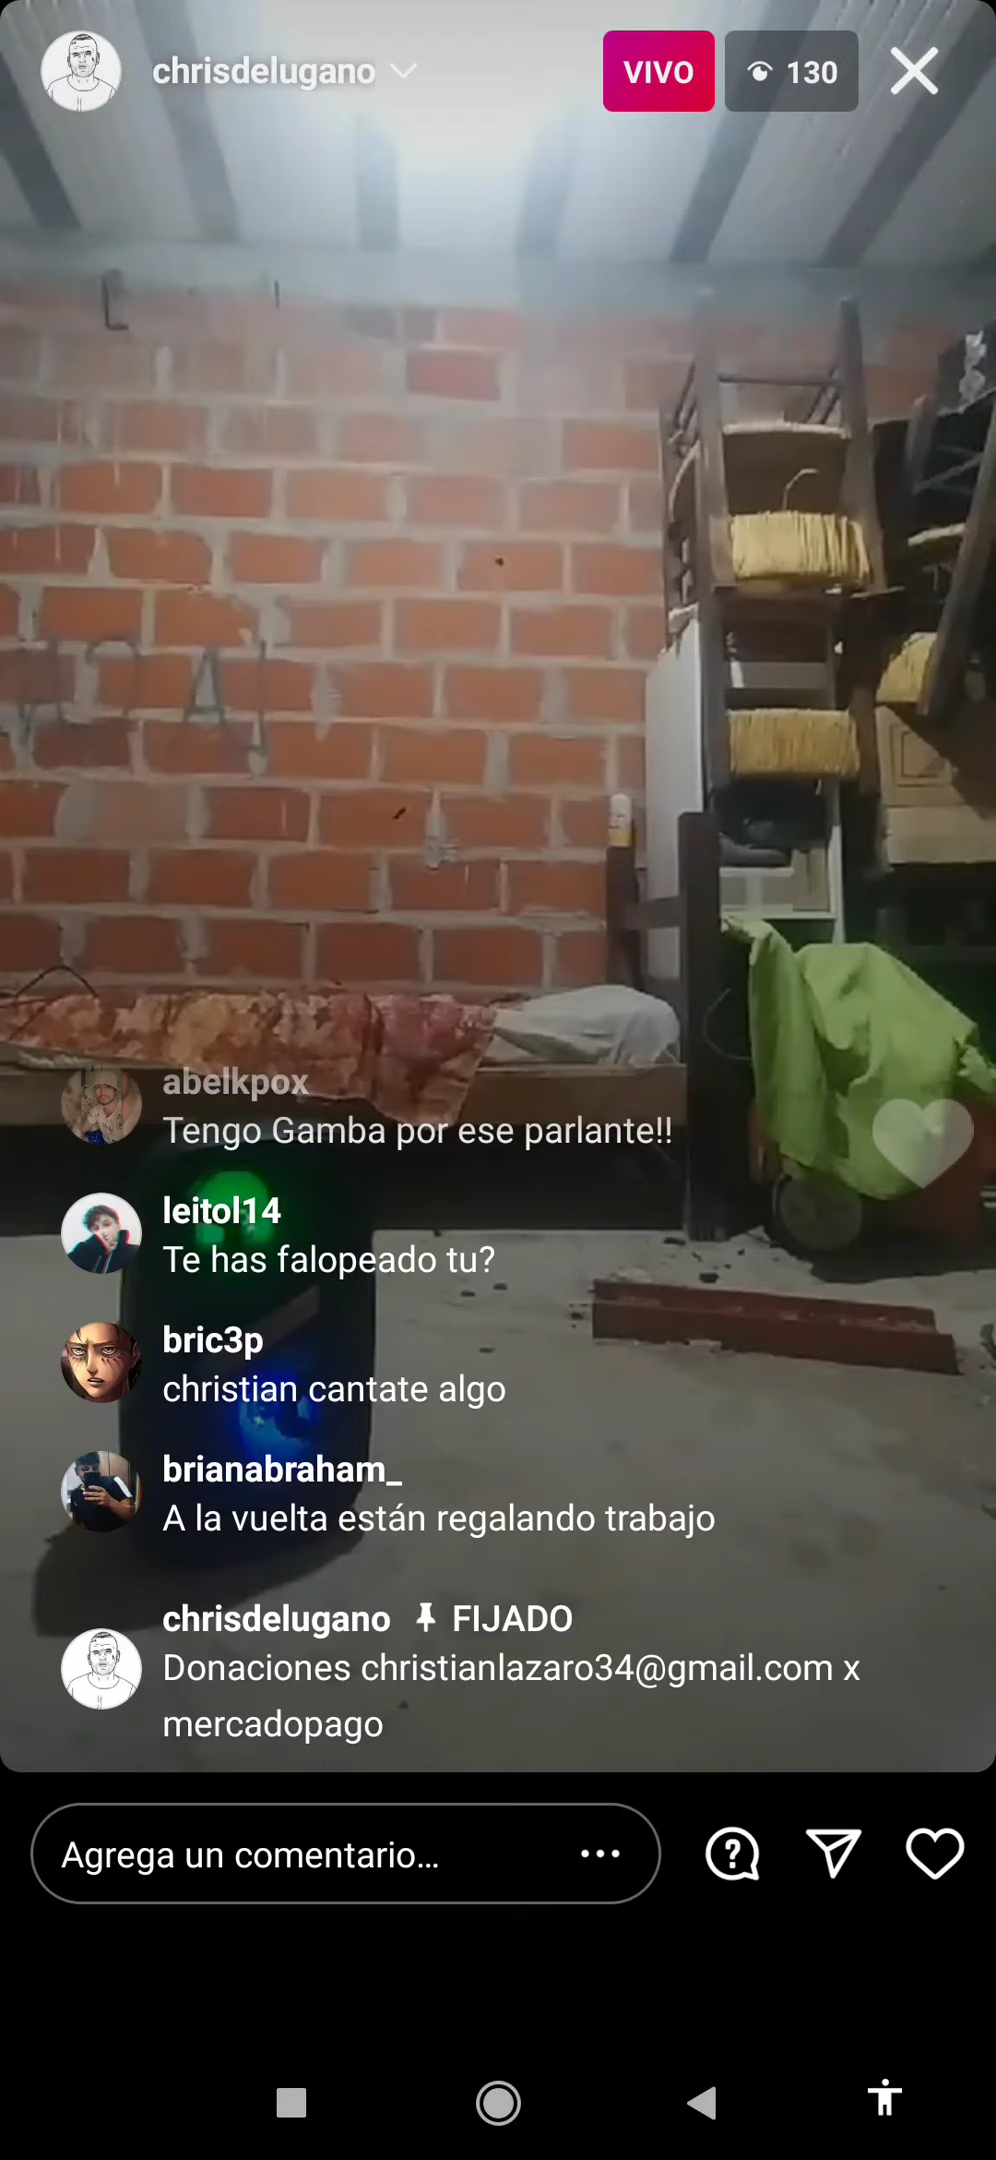 chrisdelugano
VIVO
130
abelkpox
Tengo Gamba por ese parlante!!
leitol14
Te has falopeado tu?
bric3p
christian cantate algo
brianabraham_
A la vuelta están regalando trabajo
chrisdelugano FIJADO
Donaciones christianlazaro34@gmail.com x
mercadopago
Agrega un comentario...